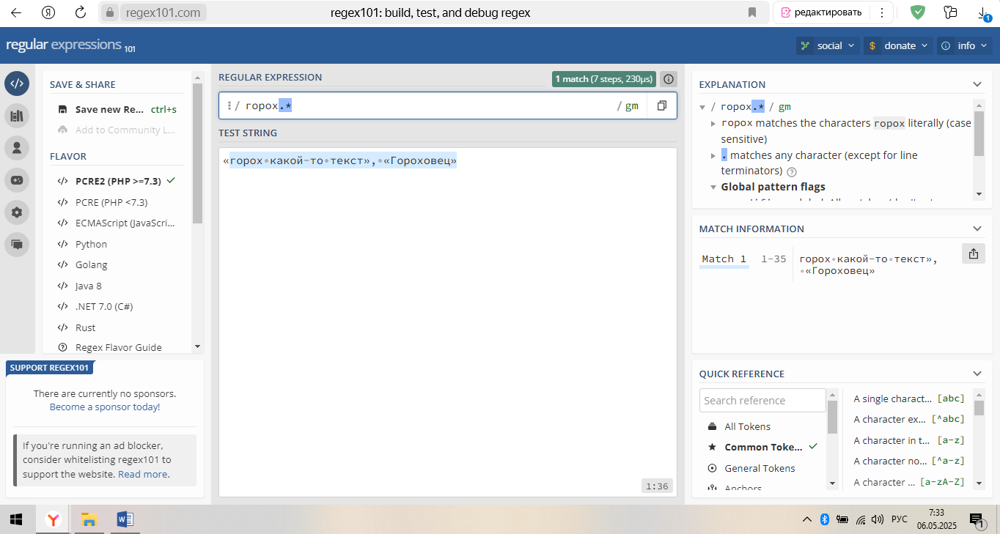 regex101.com
regex101: build, test, and debug regex
редактировать
1
regular expressions 101
social
donate
info
SAVE & SHARE
Save new Re... ctrl+s
Add to Community L...
FLAVOR
PCRE2 (PHP >=7.3)
PCRE (PHP <7.3)
ECMAScript (JavaScri...
Python
Golang
Java 8
.NET 7.0 (C#)
Rust
Regex Flavor Guide
SUPPORT REGEX101
There are currently no sponsors.
Become a sponsor today!
If you're running an ad blocker,
consider whitelisting regex101 to
support the website. Read more.
REGULAR EXPRESSION
1 match (7 steps, 230µs)
/ горох.* / gm
TEST STRING
«горох какой-то текст», «Гороховец»
1:36
EXPLANATION
/ горох.* / gm
горох matches the characters горох literally (case
sensitive)
. matches any character (except for line
terminators)
Global pattern flags
MATCH INFORMATION
Match 1 1-35 горох какой-то текст»,
«Гороховец»
QUICK REFERENCE
Search reference
All Tokens
Common Toke...
General Tokens
Anchors
A single charact... [abc]
A character ex... [^abc]
A character in t... [a-z]
A character no... [^a-z]
A character ... [a-zA-Z]
РУС
7:33
06.05.2025
1